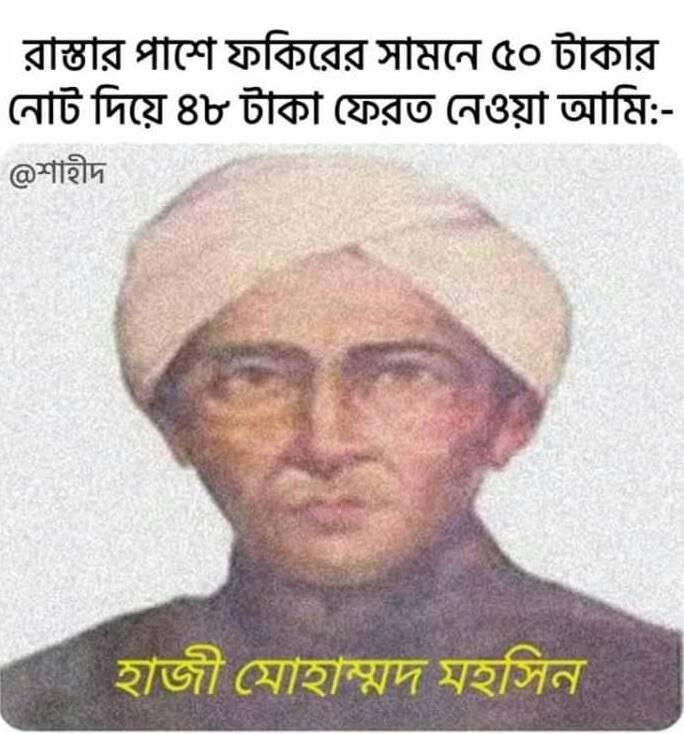 রাস্তার পাশে ফকিরের সামনে ৫০ টাকার
নোট দিয়ে ৪৮ টাকা ফেরত নেওয়া আমি:-
@শাহীদ
হাজী মোহাম্মদ মহসিন